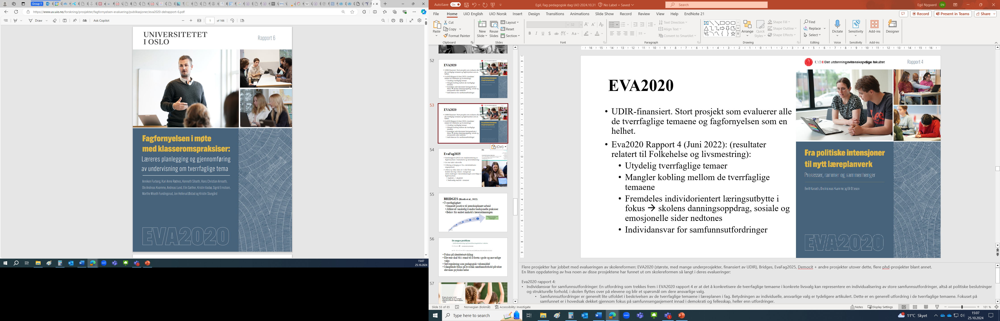 Group 1
https://www.uv.uio.no/forskning/prosjekter/fagfornyelsen-evaluering/publikasjoner/eva2020-delrapport-6.pdf
Draw
1
of 166
Ask Copilot
UNIVERSITETET
I OSLO
Rapport 6
Fagfornyelsen i møte
med klasseromspraksiser:
Læreres planlegging og gjennomføring
av undervisning om tverrfaglige tema
Anniken Furberg, Kari Anne Rødnes, Kenneth Silseth, Hans Christian Arnseth,
Ole Andreas Kvamme, Andreas Lund, Elin Sæther, Kristin Vasbø, Sigrid Ernstsen,
Marthe Wiseth Fundingsrud, Jon Hellerud Øistad og Kristin Slungård
EVA2020
15:07
25.10.2024
AutoSave On
Egil, Fag pedagogisk dag UiO 2024.10.31
No Label • Saved
Search
Egil Nygaard EN
File Home UiO English UiO Norsk Insert Design Transitions Animations Slide Show Record Review View Help EndNote 21
Record
Present in Teams
Share
Paste
Cut
Copy
Format Painter
Clipboard
New
Slide
Reuse
Slides
Layout
Reset
Section
Slides
32
Font
Text Direction
Align Text
Convert to SmartArt
Paragraph
Arrange
Quick
Styles
Shape Fill
Shape Outline
Shape Effects
Drawing
Find
Replace
Select
Editing
Dictate
Voice
Sensitivity
Sensitivity
Add-ins
Add-ins
Designer
52
EVA2020
53
EVA2020
(Ctrl)
54
EvaFag2025
55
BRIDGES (Biseth et al., 2022)
• Tverrfaglighet:
• Generelt positive til interdisiplinært arbeid
• Allikevel vanskelig å endre tradisjonelle praksiser
• Behov for endret innhold i lærerutdanningen
56
De unges problem
• Fokus på identitetsutvikling
• Elevene skal bli i stand til å foreta «gode og ansvarlige
valg»
• Selvregulering som pedagogisk virkemiddel
• Manglende fokus på hvordan samfunnsforhold påvirker
elevenes psykiske helse
57
UiO Det utdanningsvitenskapelige fakultet
Rapport 4
EVA2020
• UDIR-finansiert. Stort prosjekt som evaluerer alle
de tverrfaglige temaene og fagfornyelsen som en
helhet.
• Eva2020 Rapport 4 (Juni 2022): (resultater
relatert til Folkehelse og livsmestring):
• Utydelig tverrfaglige temaer
• Mangler kobling mellom de tverrfaglige
temaene
• Fremdeles individorientert læringsutbytte i
fokus → skolens danningsoppdrag, sosiale og
emosjonelle sider nedtones
• Individansvar for samfunnsutfordringer
Fra politiske intensjoner
til nytt læreplanverk
Prosesser, rammer og sammenhenger
Berit Karseth, Ole Andreas Kvamme og Eli Ottesen
EVA2020
Flere prosjekter har jobbet med evalueringen av skolereformen: EVA2020 (største, med mange underprosjekter, finansiert av UDIR), Bridges, EvaFag2025, Democit + andre prosjekter utover dette, flere phd-prosjekter blant annet.
En liten oppdatering av hva noen av disse prosjektene har funnet ut om skolereformen så langt i deres evalueringer:
Eva2020 rapport 4:
• Individansvar for samfunnsutfordringer: En utfordring som trekkes frem i EVA2020 rapport 4 er at det å konkretisere de tverrfaglige temaene i konkrete livsvalg kan representere en individualisering av store samfunnsutfordringer, altså at politiske beslutninger
og strukturelle forhold, i skolen flyttes over på elevene og blir et spørsmål om dere ansvarlige valg.
• Samfunnsutfordringer er generelt lite utfoldet i beskrivelsen av de tverrfaglige temaene i læreplanen i fag. Betydningen av individuelle, ansvarlige valg er tydeligere artikulert. Dette er en generell utfordring i de tverrfaglige temaene. Fokuset på
samfunnet er i hovedsak dekket gjennom fokus på samfunnsengasjement innad i demokrati og fellesskap, heller enn utfordringer.
Slide 53 of 85
Norwegian (Bokmål)
Accessibility: Investigate
Notes
Display Settings
101 %
Type here to search
11°C Skyet
15:07
25.10.2024